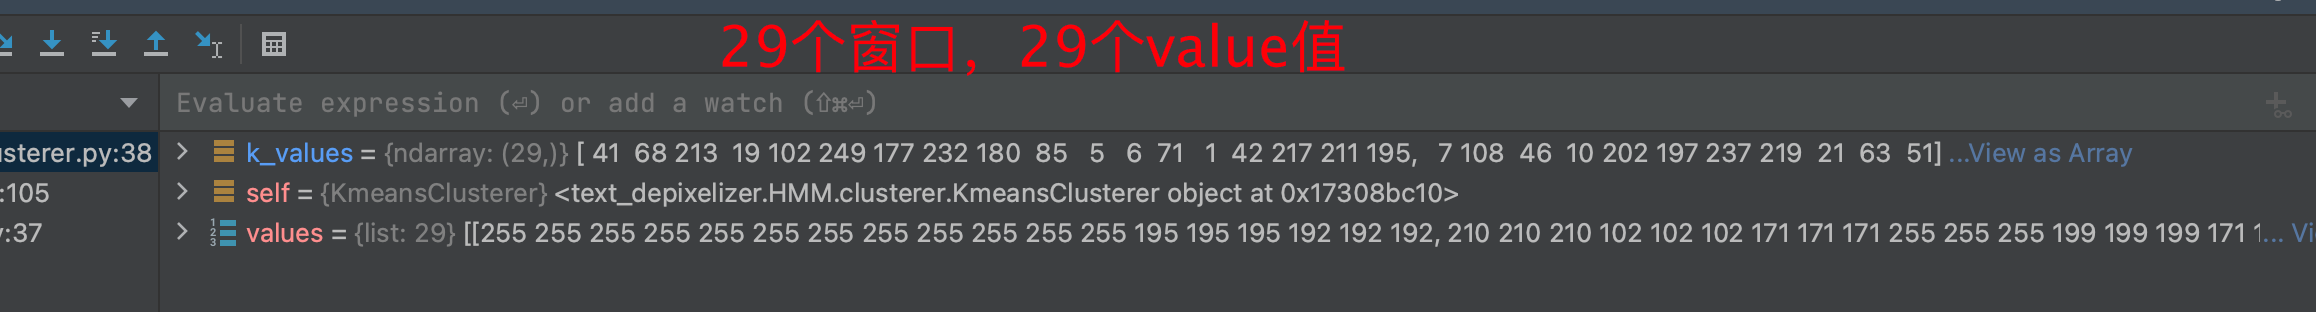 29个窗口，29个value值
Evaluate expression (⏎) or add a watch (⇧⌘⏎)
usterer.py:38
k_values = {ndarray: (29,)} [ 41 68 213 19 102 249 177 232 180 85 5 6 71 1 42 217 211 195, 7 108 46 10 202 197 237 219 21 63 51] ...View as Array
:105
self = {KmeansClusterer} <text_depixelizer.HMM.clusterer.KmeansClusterer object at 0x17308bc10>
:37
values = {list: 29} [[255 255 255 255 255 255 255 255 255 255 255 255 195 195 195 192 192 192, 210 210 210 102 102 102 171 171 171 255 255 255 199 199 199 171 1... Vi